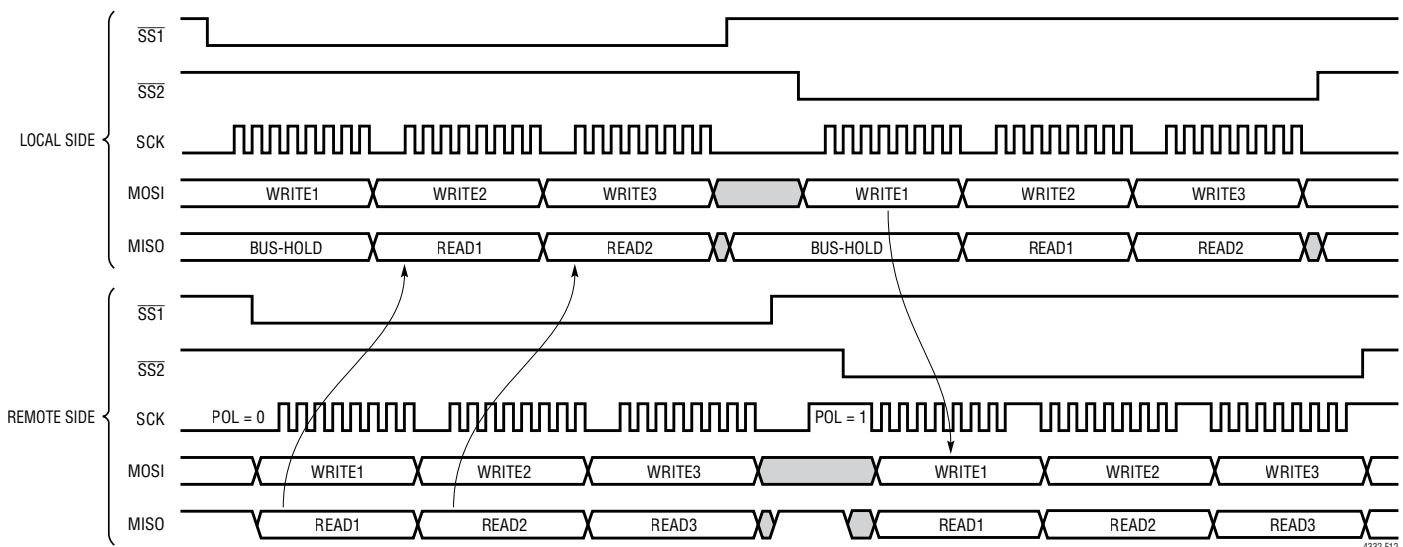 SS1
SS2
LOCAL SIDE
SCK
MOSI WRITE1 WRITE2 WRITE3 WRITE1 WRITE2 WRITE3
MISO BUS-HOLD READ1 READ2 BUS-HOLD READ1 READ2
SS1
SS2
REMOTE SIDE
SCK POL = 0 POL = 1
MOSI WRITE1 WRITE2 WRITE3 WRITE1 WRITE2 WRITE3
MISO READ1 READ2 READ3 READ1 READ2 READ3
4332 F12